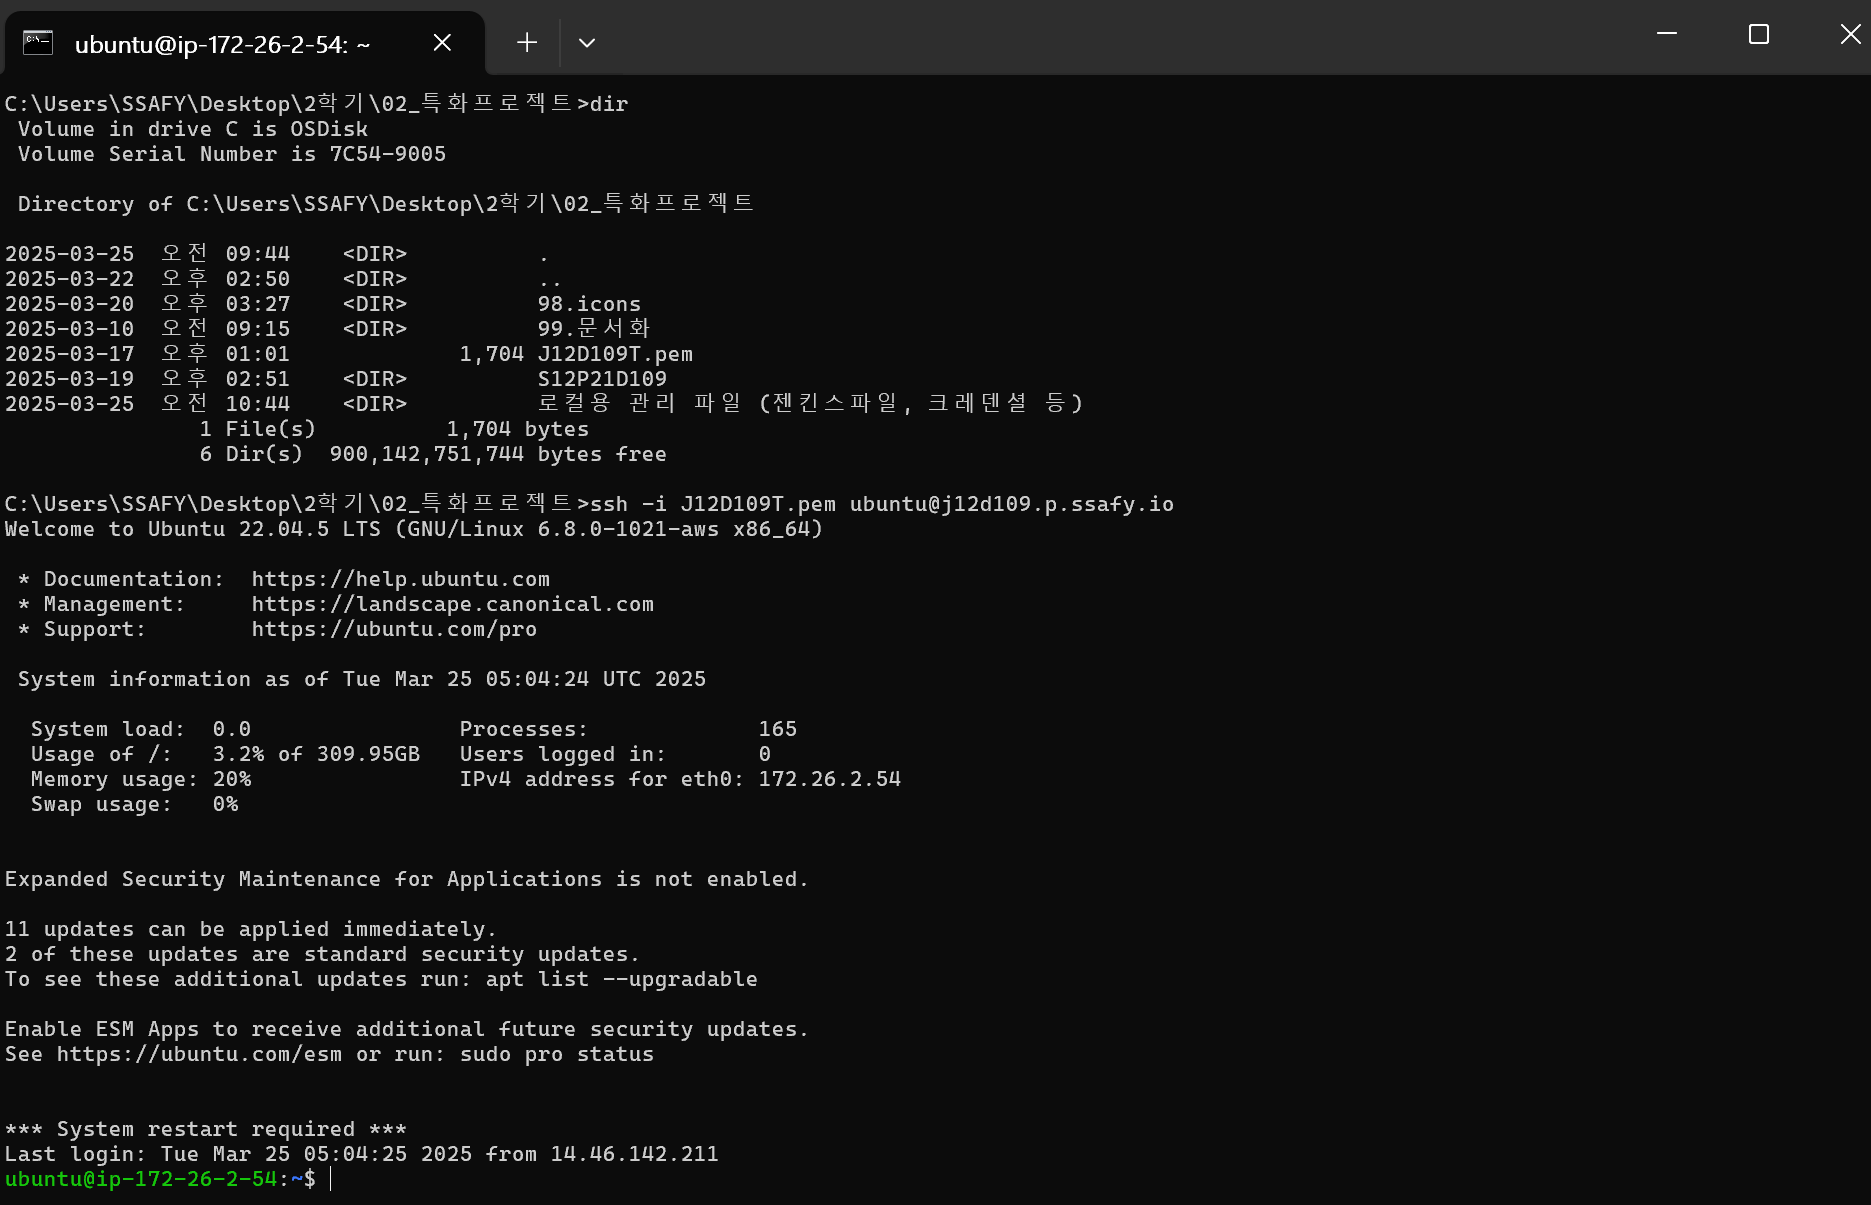 ubuntu@ip-172-26-2-54: ~
C:\Users\SSAFY\Desktop\2학기\02_특화프로젝트>dir
 Volume in drive C is OSDisk
 Volume Serial Number is 7C54-9005
 Directory of C:\Users\SSAFY\Desktop\2학기\02_특화프로젝트
2025-03-25  오전 09:44    <DIR>          .
2025-03-22  오후 02:50    <DIR>          ..
2025-03-20  오후 03:27    <DIR>          98.icons
2025-03-10  오전 09:15    <DIR>          99.문서화
2025-03-17  오후 01:01             1,704 J12D109T.pem
2025-03-19  오후 02:51    <DIR>          S12P21D109
2025-03-25  오전 10:44    <DIR>          로컬용 관리 파일 (젠킨스파일, 크레덴셜 등)
               1 File(s)          1,704 bytes
               6 Dir(s)  900,142,751,744 bytes free
C:\Users\SSAFY\Desktop\2학기\02_특화프로젝트>ssh -i J12D109T.pem ubuntu@j12d109.p.ssafy.io
Welcome to Ubuntu 22.04.5 LTS (GNU/Linux 6.8.0-1021-aws x86_64)
 * Documentation:  https://help.ubuntu.com
 * Management:     https://landscape.canonical.com
 * Support:        https://ubuntu.com/pro
 System information as of Tue Mar 25 05:04:24 UTC 2025
  System load:  0.0                Processes:             165
  Usage of /:   3.2% of 309.95GB   Users logged in:       0
  Memory usage: 20%                IPv4 address for eth0: 172.26.2.54
  Swap usage:   0%
Expanded Security Maintenance for Applications is not enabled.
11 updates can be applied immediately.
2 of these updates are standard security updates.
To see these additional updates run: apt list --upgradable
Enable ESM Apps to receive additional future security updates.
See https://ubuntu.com/esm or run: sudo pro status
*** System restart required ***
Last login: Tue Mar 25 05:04:25 2025 from 14.46.142.211
ubuntu@ip-172-26-2-54:~$